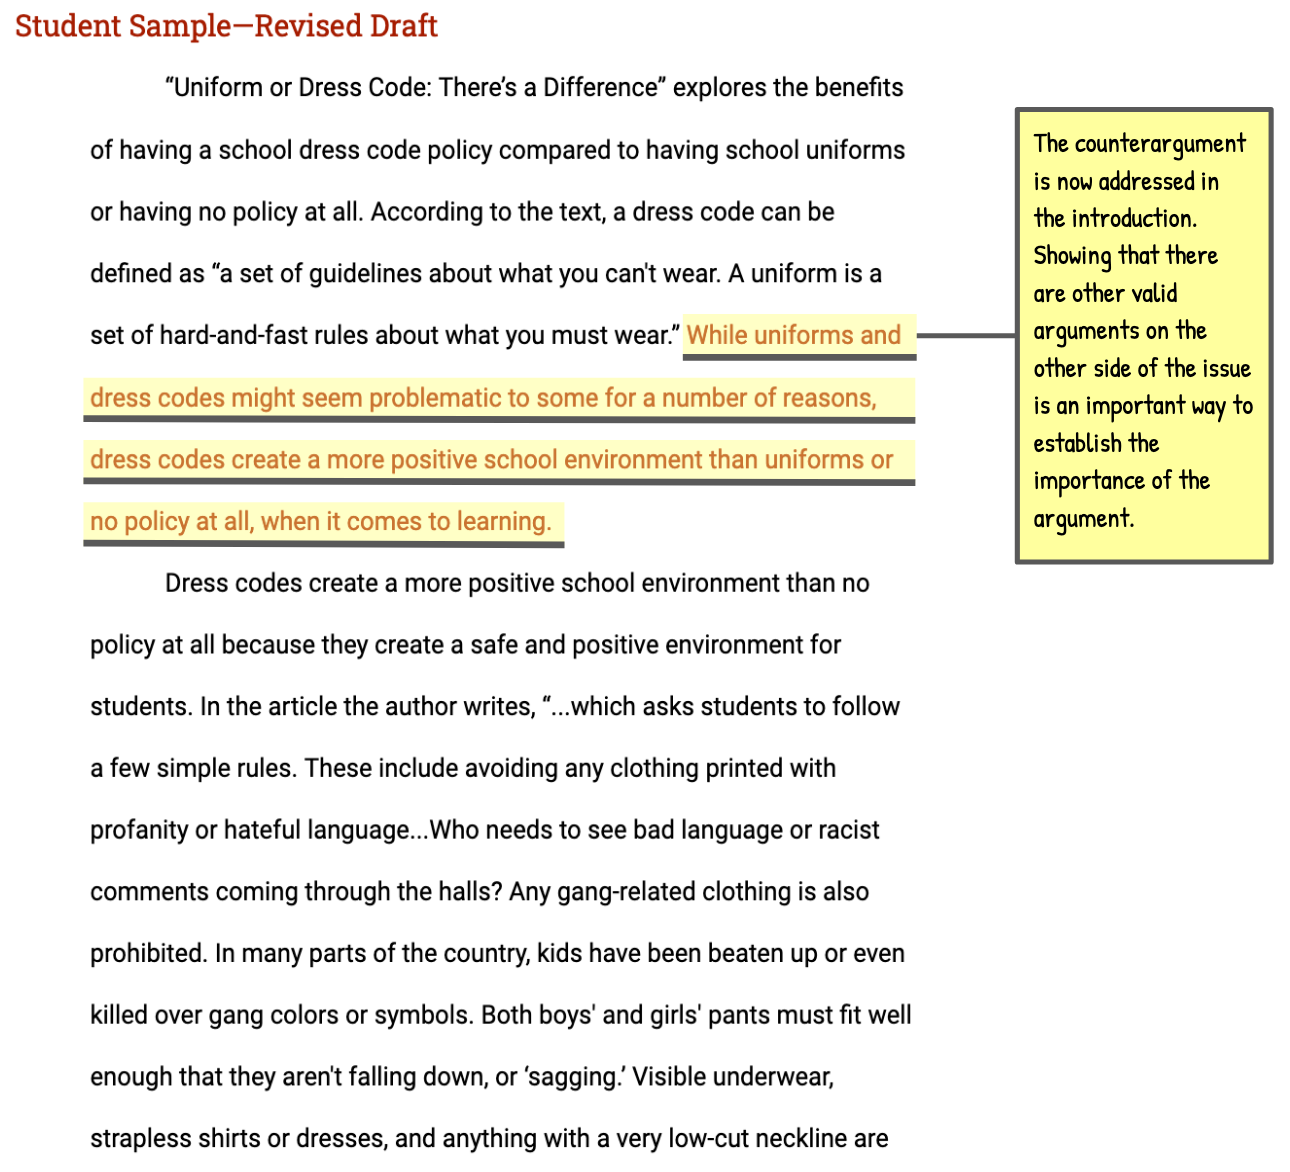 Student Sample—Revised Draft
“Uniform or Dress Code: There’s a Difference” explores the benefits
of having a school dress code policy compared to having school uniforms
or having no policy at all. According to the text, a dress code can be
defined as “a set of guidelines about what you can't wear. A uniform is a
set of hard-and-fast rules about what you must wear.” While uniforms and
dress codes might seem problematic to some for a number of reasons,
dress codes create a more positive school environment than uniforms or
no policy at all, when it comes to learning.
Dress codes create a more positive school environment than no
policy at all because they create a safe and positive environment for
students. In the article the author writes, “...which asks students to follow
a few simple rules. These include avoiding any clothing printed with
profanity or hateful language...Who needs to see bad language or racist
comments coming through the halls? Any gang-related clothing is also
prohibited. In many parts of the country, kids have been beaten up or even
killed over gang colors or symbols. Both boys' and girls' pants must fit well
enough that they aren't falling down, or ‘sagging.’ Visible underwear,
strapless shirts or dresses, and anything with a very low-cut neckline are
The counterargument
is now addressed in
the introduction.
Showing that there
are other valid
arguments on the
other side of the issue
is an important way to
establish the
importance of the
argument.